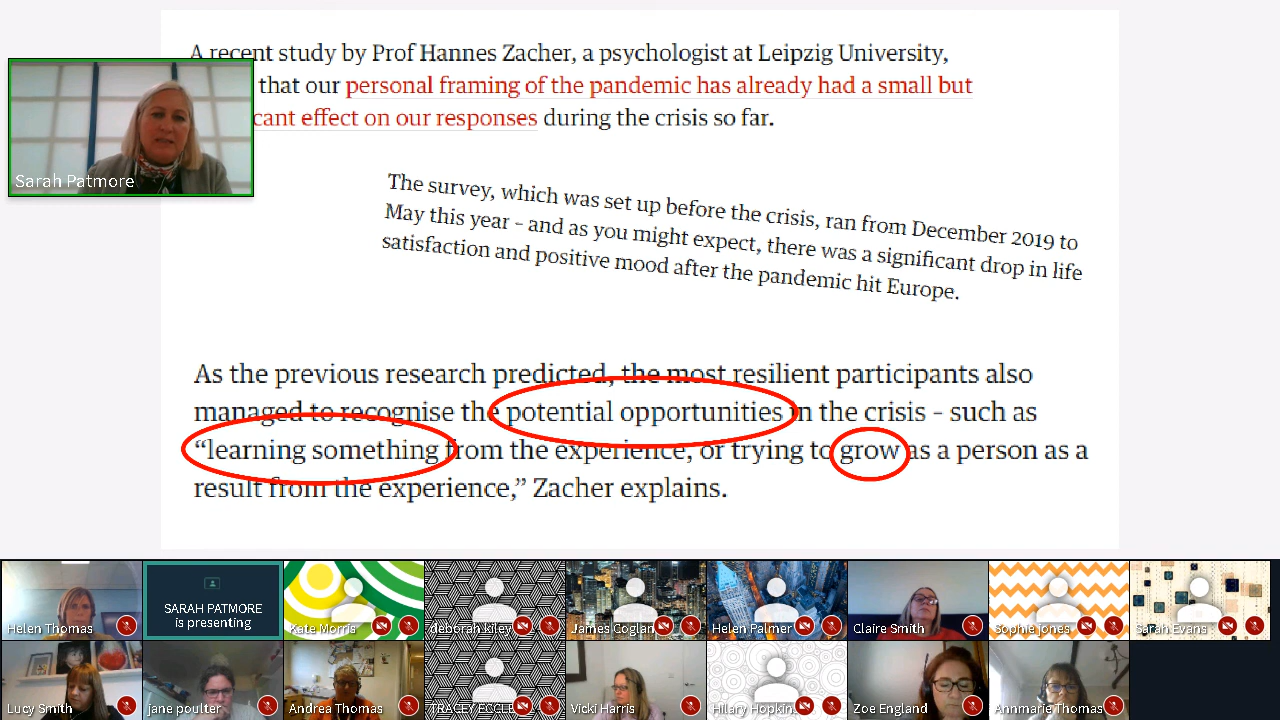 A recent study by Prof Hannes Zacher, a psychologist at Leipzig University,
that our personal framing of the pandemic has already had a small but
cant effect on our responses during the crisis so far.
Sarah Patmore
The survey, which was set up before the crisis, ran from December 2019 to
May this year – and as you might expect, there was a significant drop in life
satisfaction and positive mood after the pandemic hit Europe.
As the previous research predicted, the most resilient participants also
managed to recognise the potential opportunities in the crisis – such as
“learning something from the experience, or trying to grow as a person as a
result from the experience,” Zacher explains.
SARAH PATMORE
is presenting
Helen Thomas
Kate Morris
deborah kiley
James Coglan
Helen Palmer
Claire Smith
Sophie jones
Sarah Evans
Lucy Smith
jane poulter
Andrea Thomas
TRACEY ECCLE
Vicki Harris
Hilary Hopkin
Zoe England
Annmarie Thomas